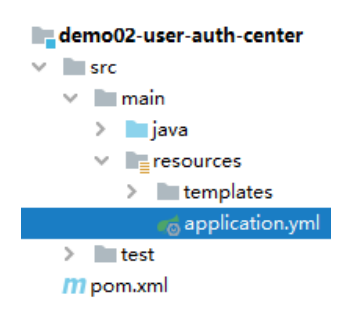 demo02-user-auth-center
src
main
java
resources
templates
application.yml
test
pom.xml